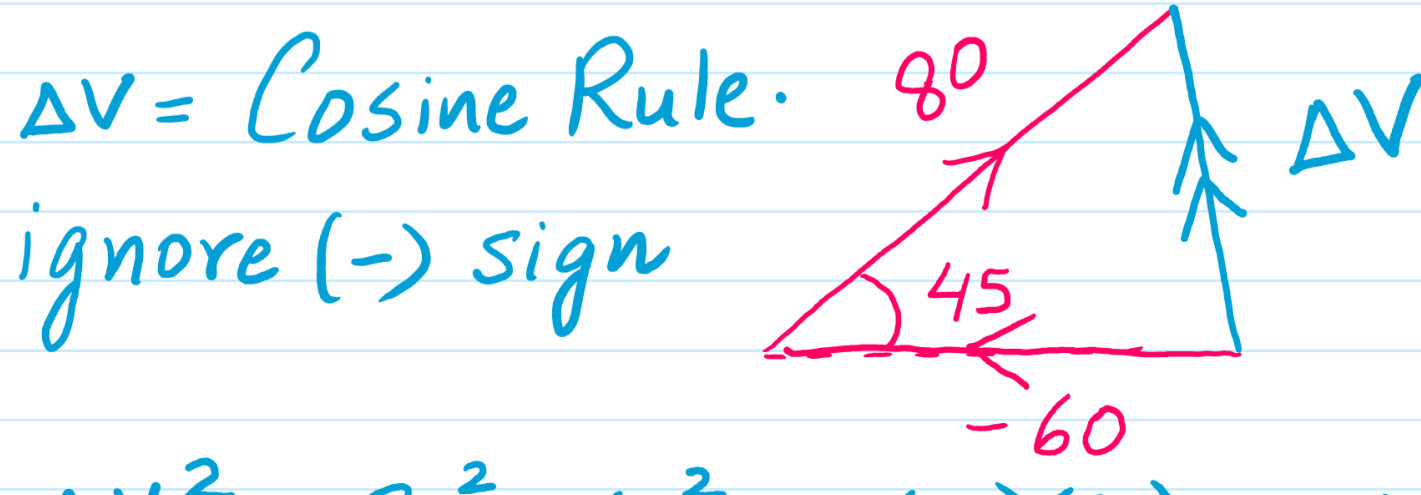 ΔV = Cosine Rule.
80
ΔV
ignore (-) sign
45
-60